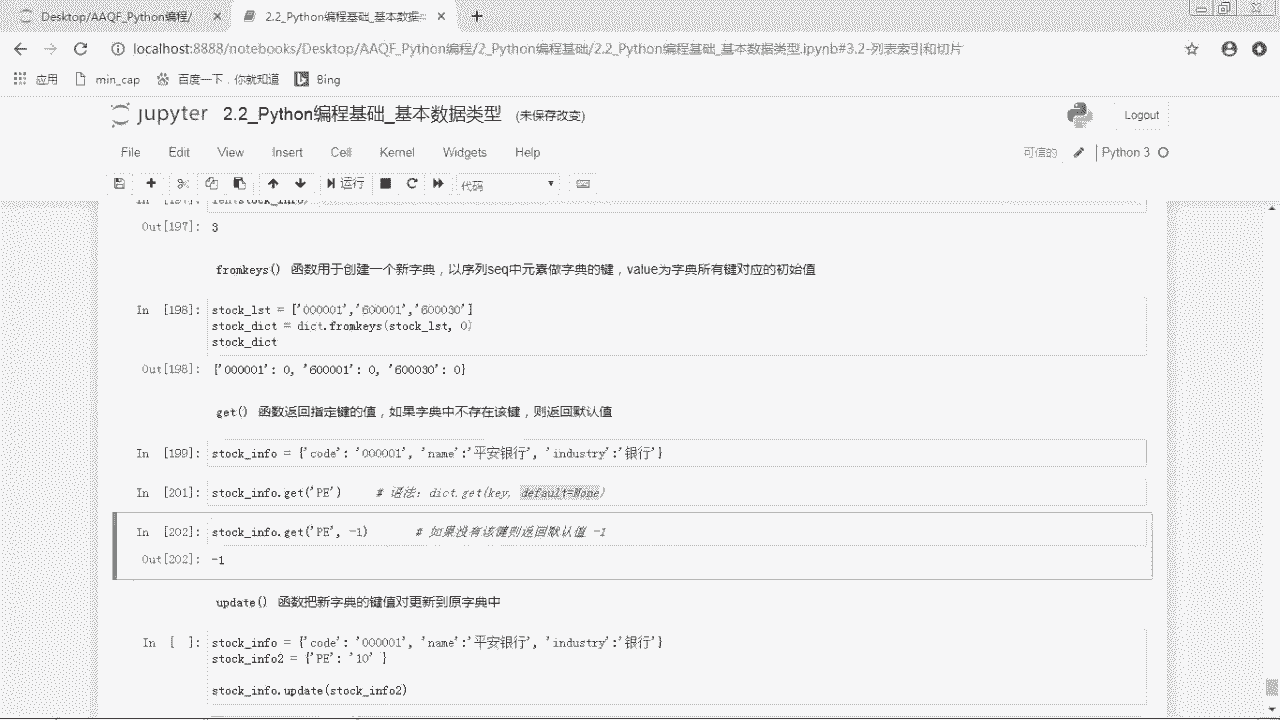 Desktop/AAQF_Python编程/
2.2_Python编程基础_基本数据
localhost:8888/notebooks/Desktop/AAQF_Python编程/2_Python编程基础/2.2_Python编程基础_基本数据类型.ipynb#3.2-列表索引和切片
应用 min_cap 百度一下,你就知道 Bing
jupyter 2.2_Python编程基础_基本数据类型 (未保存改变) Logout
File Edit View Insert Cell Kernel Widgets Help 可信的 Python 3
运行 代码
In [197]: len(stock_info)
Out[197]: 3
fromkeys() 函数用于创建一个新字典，以序列seq中元素做字典的键，value为字典所有键对应的初始值
In [198]: stock_lst = ['000001','600001','600030']
stock_dict = dict.fromkeys(stock_lst, 0)
stock_dict
Out[198]: {'000001': 0, '600001': 0, '600030': 0}
get() 函数返回指定键的值，如果字典中不存在该键，则返回默认值
In [199]: stock_info = {'code': '000001', 'name':'平安银行', 'industry':'银行'}
In [201]: stock_info.get('PE') # 语法：dict.get(key, default=None)
In [202]: stock_info.get('PE', -1) # 如果没有该键则返回默认值 -1
Out[202]: -1
update() 函数把新字典的键值对更新到原字典中
In [ ]: stock_info = {'code': '000001', 'name':'平安银行', 'industry':'银行'}
stock_info2 = {'PE': '10' }
stock_info.update(stock_info2)